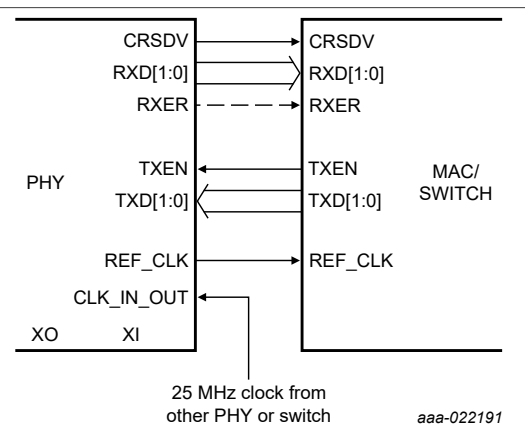 CRSDV CRSDV
RXD[1:0] RXD[1:0]
RXER RXER
TXEN TXEN
PHY MAC/
SWITCH
TXD[1:0] TXD[1:0]
REF_CLK REF_CLK
CLK_IN_OUT
XO XI
25 MHz clock from
other PHY or switch
aaa-022191